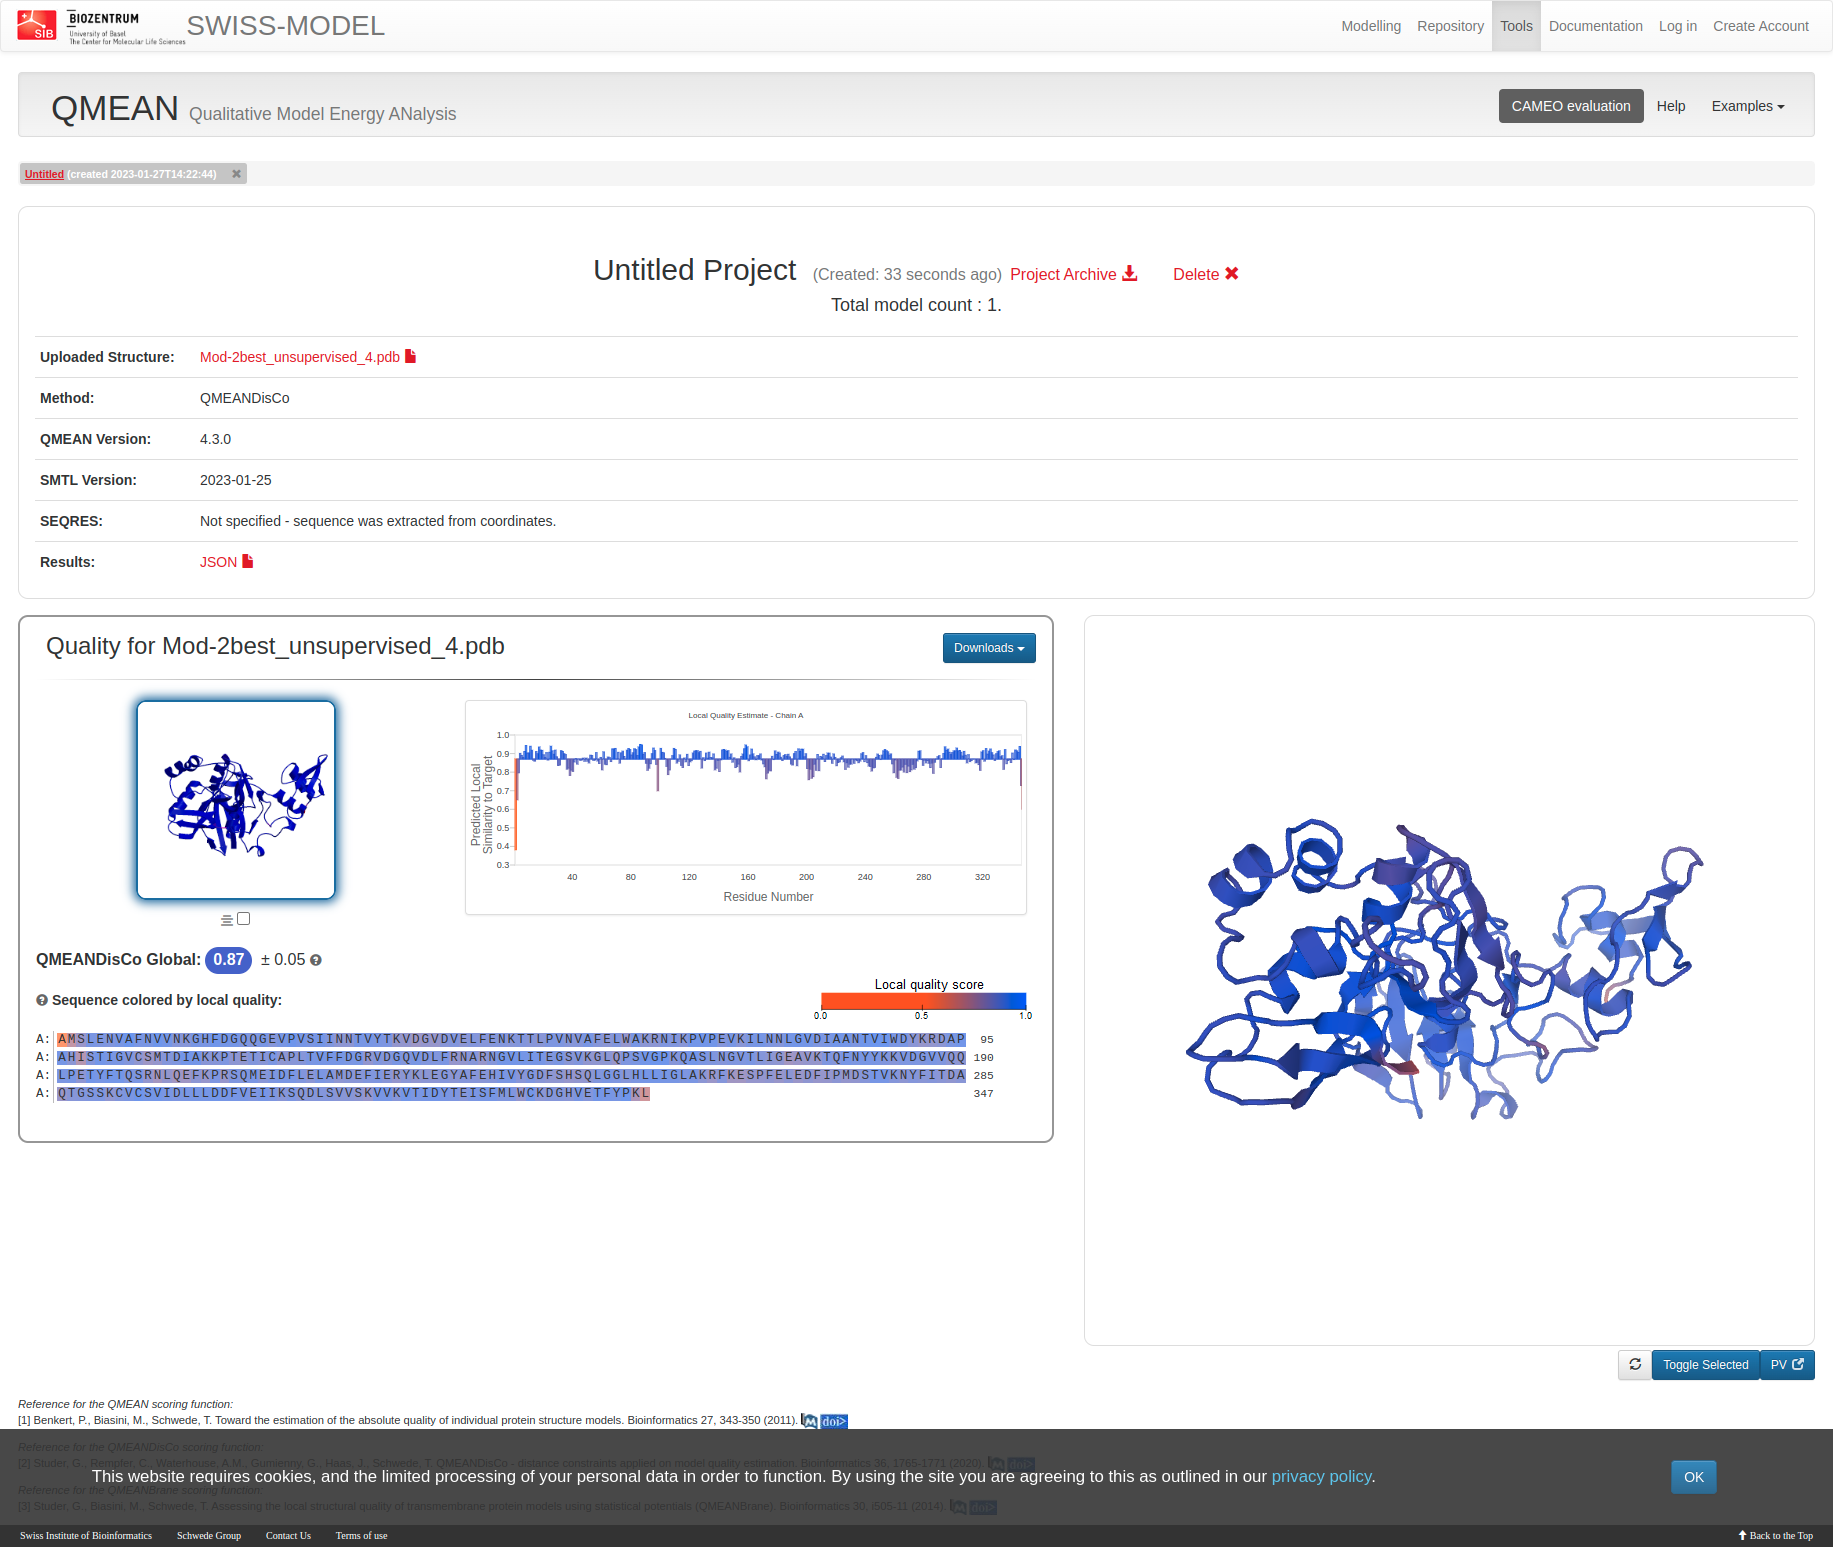 SIB
BIOZENTRUM
University of Basel
The Center for Molecular Life Sciences
SWISS-MODEL
Modelling Repository Tools Documentation Log in Create Account
QMEAN Qualitative Model Energy ANalysis
CAMEO evaluation Help Examples
Untitled (created 2023-01-27T14:22:44) ✖
Untitled Project (Created: 33 seconds ago) Project Archive Delete ✖
Total model count : 1.
Uploaded Structure: Mod-2best_unsupervised_4.pdb
Method: QMEANDisCo
QMEAN Version: 4.3.0
SMTL Version: 2023-01-25
SEQRES: Not specified - sequence was extracted from coordinates.
Results: JSON
Quality for Mod-2best_unsupervised_4.pdb
Downloads
Local Quality Estimate - Chain A
Predicted Local
Similarity to Target
1.0
0.9
0.8
0.7
0.6
0.5
0.4
0.3
40 80 120 160 200 240 280 320
Residue Number
QMEANDisCo Global: 0.87 ± 0.05
Sequence colored by local quality:
Local quality score
0.0 0.5 1.0
A: AMSLENVAFNVVNKGHFDGQQGEVPVSIINNTVYTKVDGVDVELFENKTTLPVNVAFELWAKRNIKPVPEVKILNNLGVDIAANTVIWDYKRDAP 95
A: AHISTIGVCSMTDIAKKPTETICAPLTVFFDGRVDGQVDLFRNARNGVLITEGSVKGLQPSVGPKQASLNGVTLIGEAVKTQFNYYKKVDGVVQQ 190
A: LPETYFTQSRNLQEFKPRSQMEIDFLELAMDEFIERYKLEGYAFEHIVYGDFSHSQLGGLHLLIGLAKRFKESPFELEDFIPMDSTVKNYFITDA 285
A: QTGSSKCVCSVIDLLLDDFVEIIKSQDLSVVSKVVKVTIDYTEISFMLWCKDGHVETFYPKL 347
Toggle Selected PV
Reference for the QMEAN scoring function:
[1] Benkert, P., Biasini, M., Schwede, T. Toward the estimation of the absolute quality of individual protein structure models. Bioinformatics 27, 343-350 (2011). M doi>
Reference for the QMEANDisCo scoring function:
[2] Studer, G., Rempfer, C., Waterhouse, A.M., Gumienny, G., Haas, J., Schwede, T. QMEANDisCo - distance constraints applied on model quality estimation. Bioinformatics 36, 1765-1771 (2020). M doi>
This website requires cookies, and the limited processing of your personal data in order to function. By using the site you are agreeing to this as outlined in our privacy policy.
OK
Reference for the QMEANBrane scoring function:
[3] Studer, G., Biasini, M., Schwede, T. Assessing the local structural quality of transmembrane protein models using statistical potentials (QMEANBrane). Bioinformatics 30, i505-11 (2014). M doi>
Swiss Institute of Bioinformatics Schwede Group Contact Us Terms of use
Back to the Top